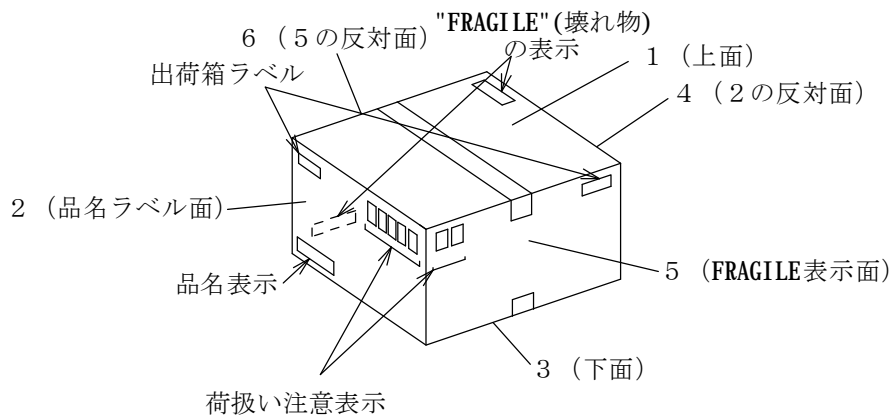 "FRAGILE"(壊れ物)
の表示
6 (5の反対面)
出荷箱ラベル
1 (上面)
4 (2の反対面)
2 (品名ラベル面)
品名表示
5 (FRAGILE表示面)
3 (下面)
荷扱い注意表示